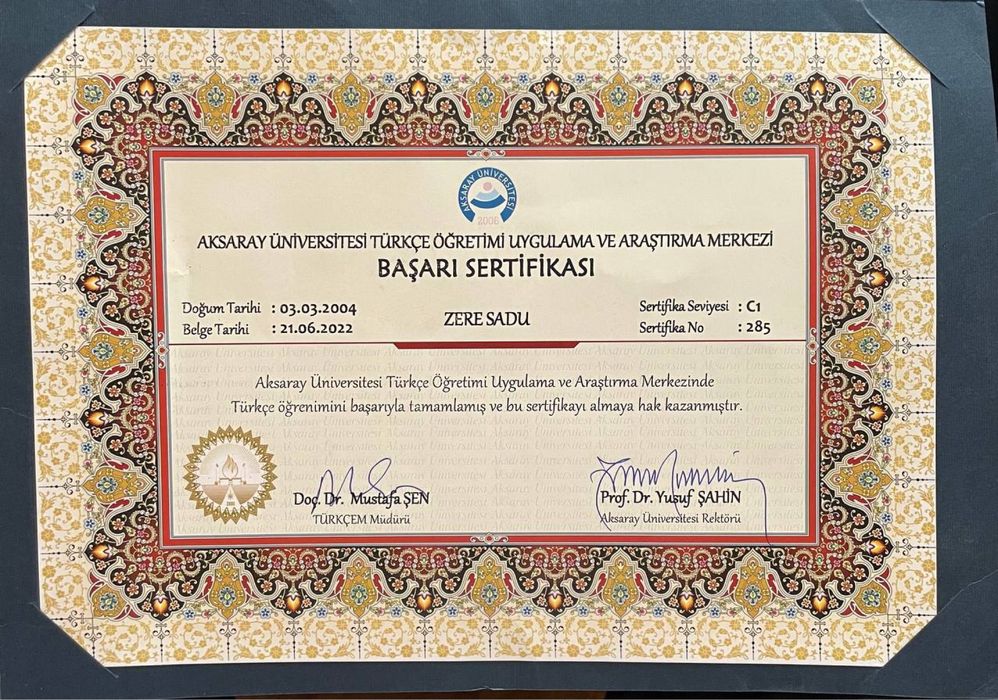 AKSARAY ÜNİVERSİTESİ
2006
AKSARAY ÜNİVERSİTESİ TÜRKÇE ÖĞRETİMİ UYGULAMA VE ARAŞTIRMA MERKEZİ
BAŞARI SERTİFİKASI
Doğum Tarihi : 03.03.2004
Belge Tarihi : 21.06.2022
ZERE SADU
Sertifika Seviyesi : C1
Sertifika No : 285
Aksaray Üniversitesi Türkçe Öğretimi Uygulama ve Araştırma Merkezinde
Türkçe öğrenimini başarıyla tamamlamış ve bu sertifikayı almaya hak kazanmıştır.
Doç. Dr. Mustafa ŞEN
TÜRKÇEM Müdürü
Prof. Dr. Yusuf ŞAHİN
Aksaray Üniversitesi Rektörü